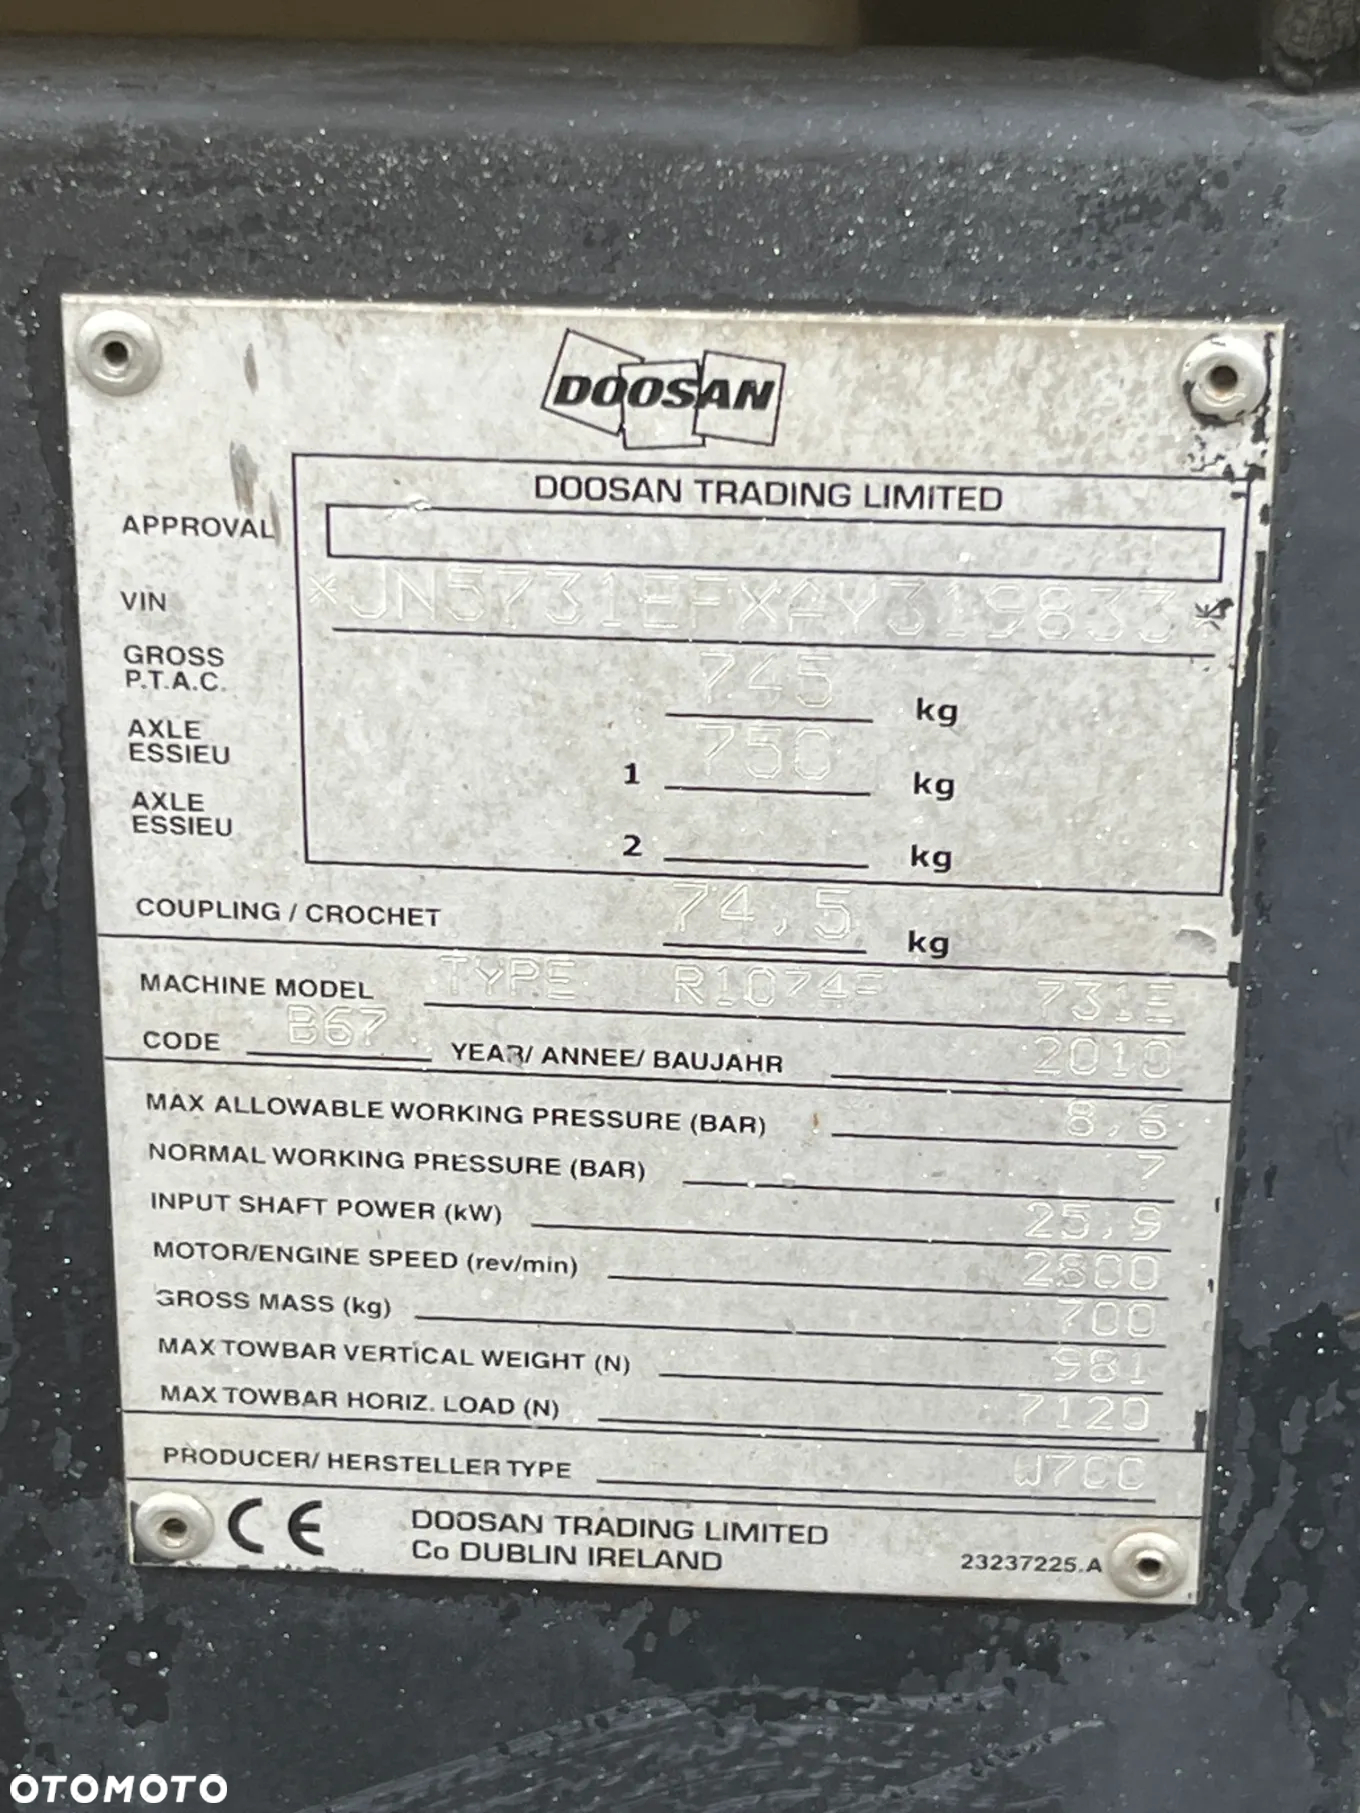 DOOSAN
DOOSAN TRADING LIMITED
APPROVAL
VIN *JN5731EFXAY319833*
GROSS P.T.A.C. 745 kg
AXLE ESSIEU 1 750 kg
AXLE ESSIEU 2 kg
COUPLING / CROCHET 74,5 kg
MACHINE MODEL TYPE R1074F 731E
CODE B67 YEAR/ ANNEE/ BAUJAHR 2010
MAX ALLOWABLE WORKING PRESSURE (BAR) 8,6
NORMAL WORKING PRESSURE (BAR) 7
INPUT SHAFT POWER (kW) 25,9
MOTOR/ENGINE SPEED (rev/min) 2800
GROSS MASS (kg) 700
MAX TOWBAR VERTICAL WEIGHT (N) 981
MAX TOWBAR HORIZ. LOAD (N) 7120
PRODUCER/ HERSTELLER TYPE W7CC
CE DOOSAN TRADING LIMITED
Co DUBLIN IRELAND
23237225.A
OTOMOTO